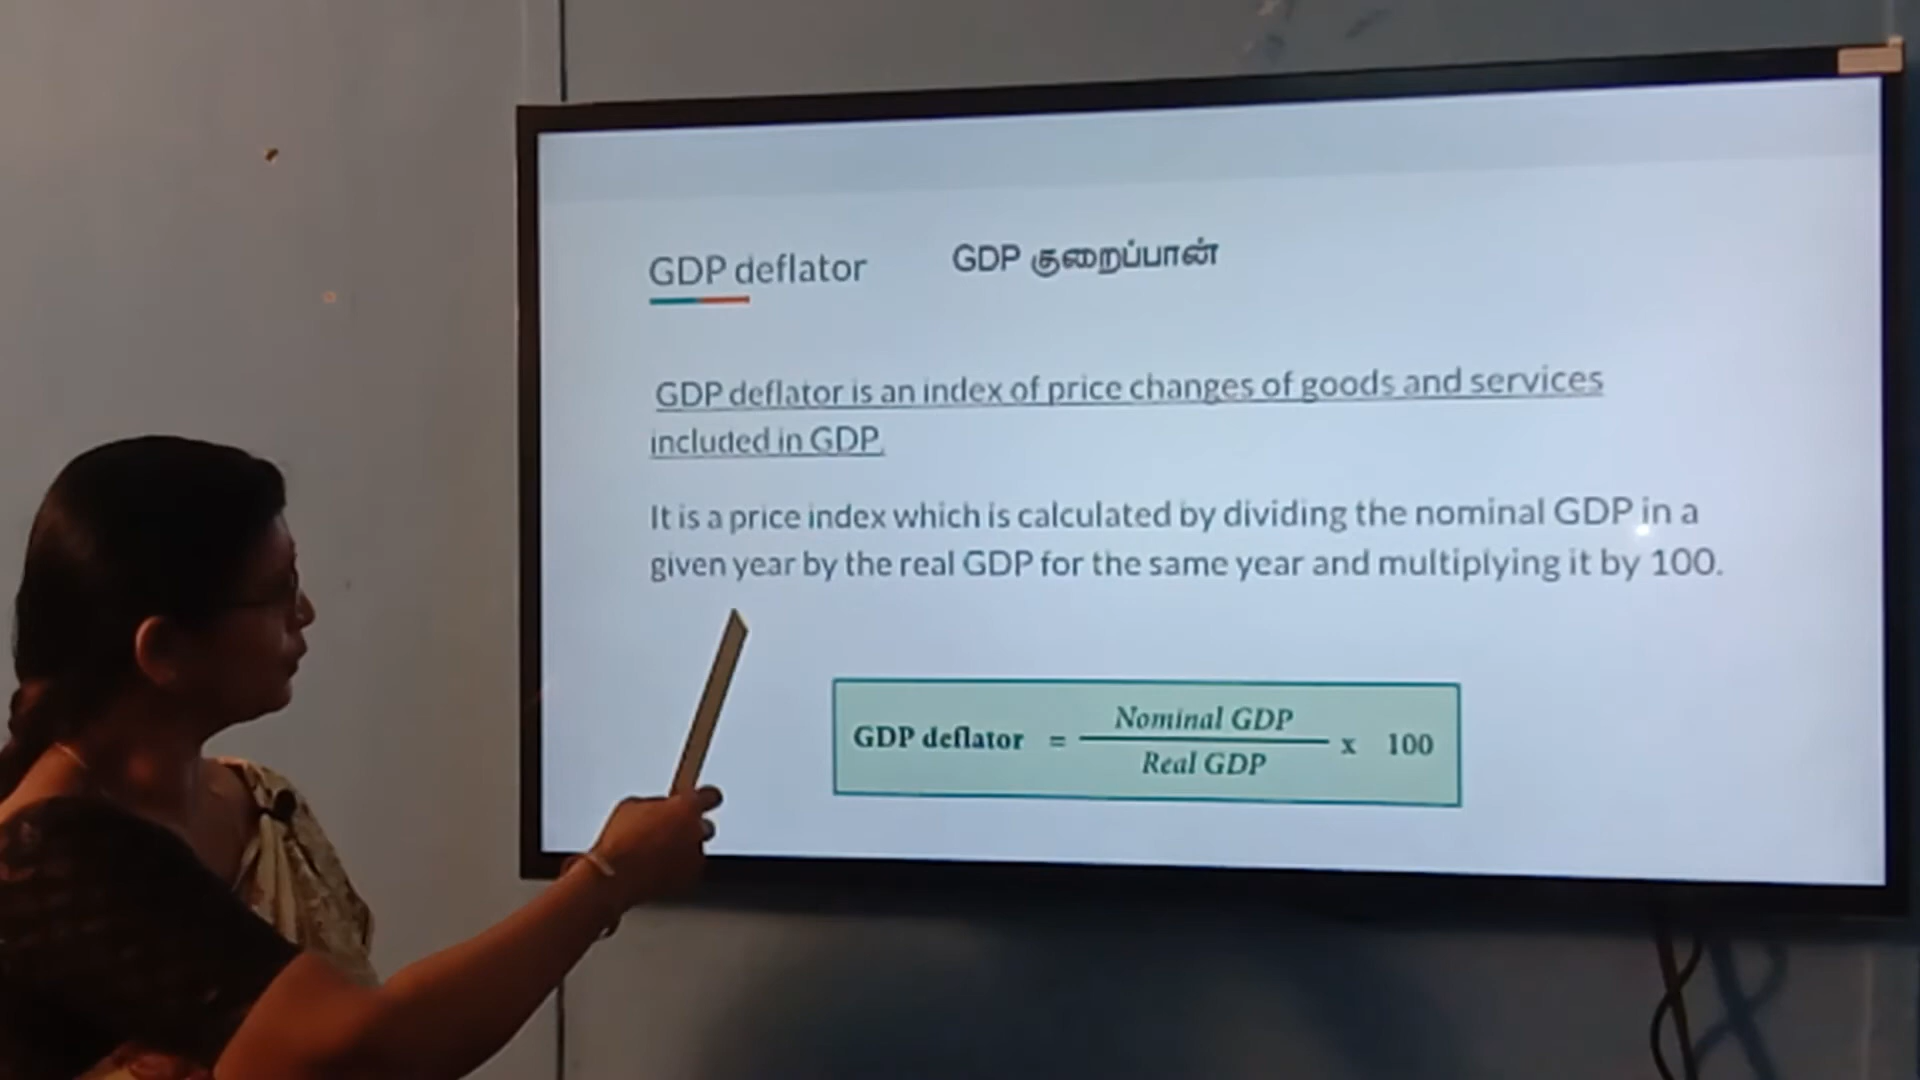 GDP deflator
GDP குறைப்பான்
GDP deflator is an index of price changes of goods and services
included in GDP.
It is a price index which is calculated by dividing the nominal GDP in a
given year by the real GDP for the same year and multiplying it by 100.
GDP deflator = Nominal GDP / Real GDP x 100